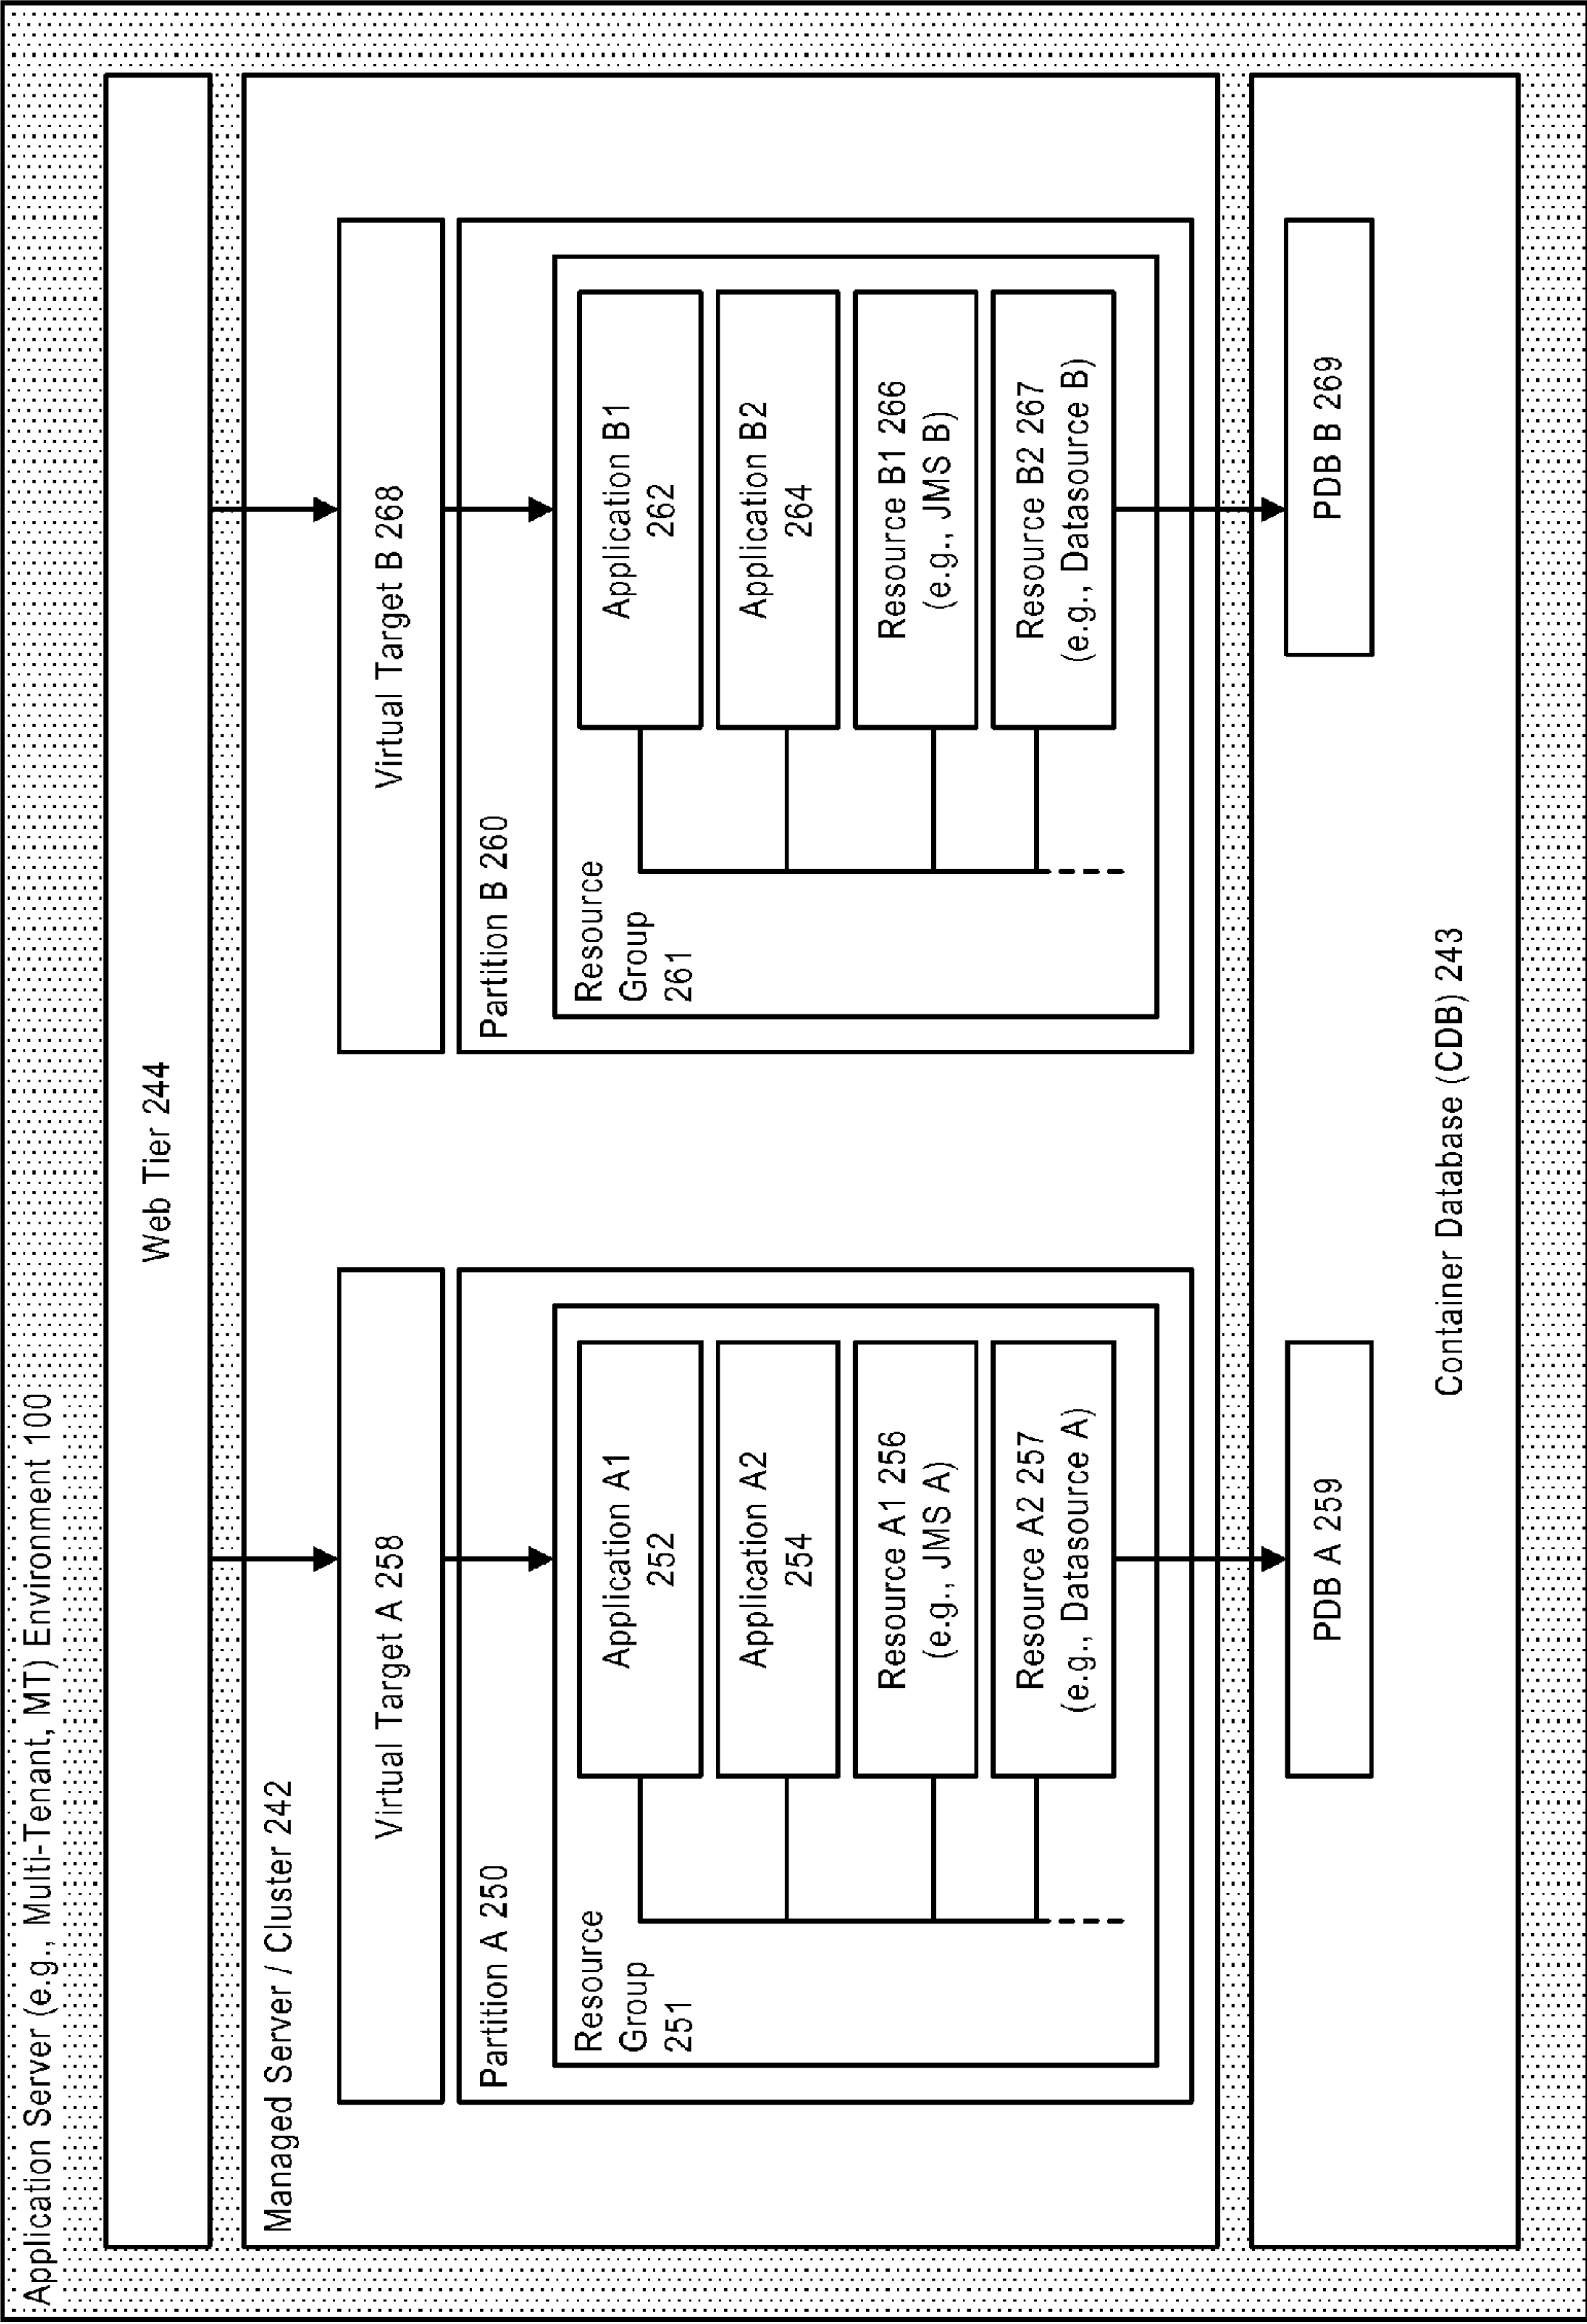 Application Server (e.g., Multi-Tenant, MT) Environment 100
Web Tier 244
Managed Server / Cluster 242
Virtual Target A 258
Partition A 250
Resource
Group
251
Application A1
252
Application A2
254
Resource A1 256
(e.g., JMS A)
Resource A2 257
(e.g., Datasource A)
Virtual Target B 268
Partition B 260
Resource
Group
261
Application B1
262
Application B2
264
Resource B1 266
(e.g., JMS B)
Resource B2 267
(e.g., Datasource B)
PDB A 259
PDB B 269
Container Database (CDB) 243